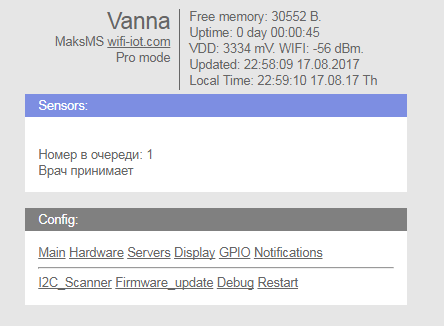 Vanna
MaksMS wifi-iot.com
Pro mode
Free memory: 30552 B.
Uptime: 0 day 00:00:45
VDD: 3334 mV. WIFI: -56 dBm.
Updated: 22:58:09 17.08.2017
Local Time: 22:59:10 17.08.17 Th
Sensors:
Номер в очереди: 1
Врач принимает
Config:
Main Hardware Servers Display GPIO Notifications
I2C_Scanner Firmware_update Debug Restart